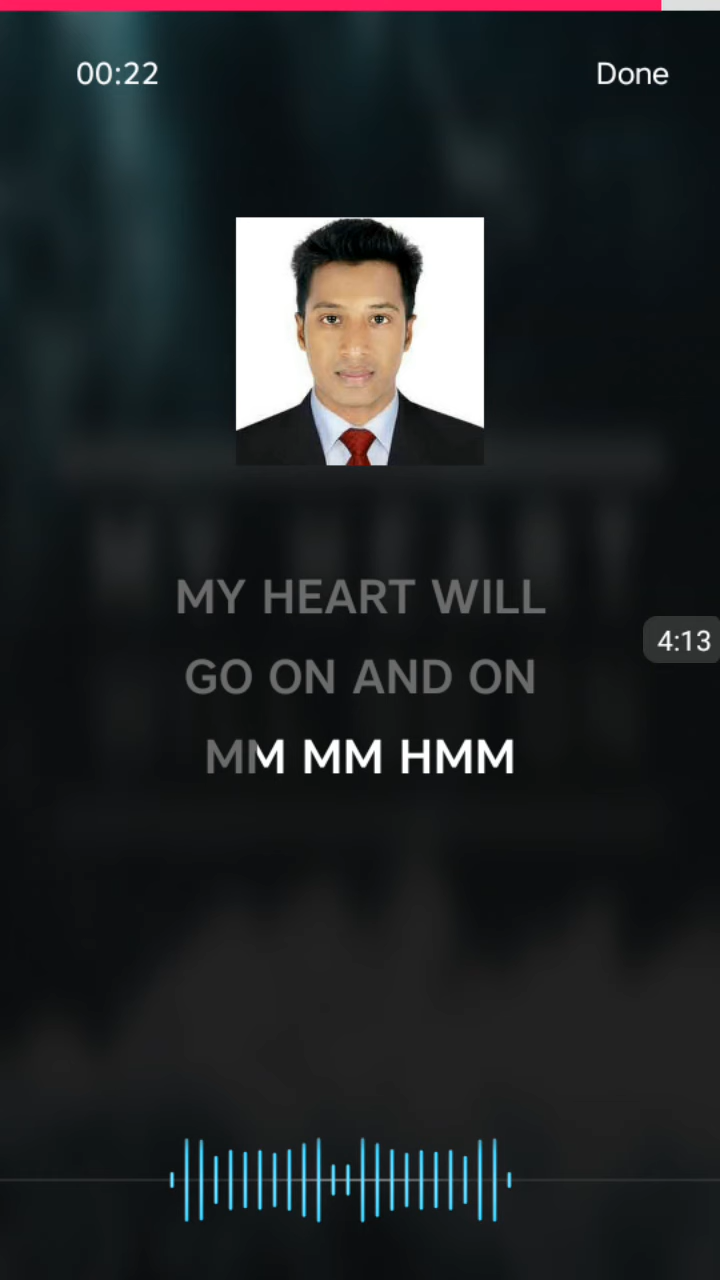 00:22 Done
MY HEART WILL
4:13
GO ON AND ON
MM MM HMM